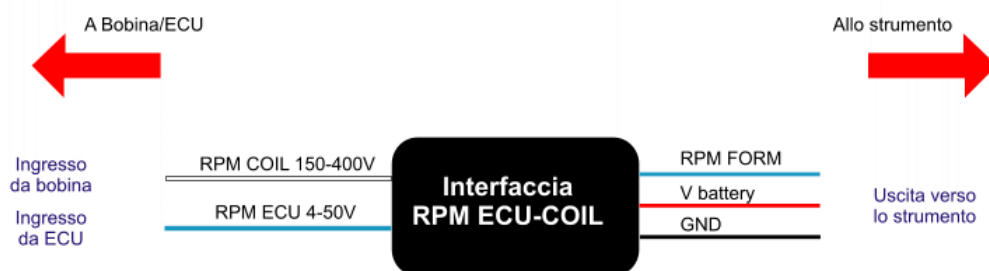 A Bobina/ECU
Allo strumento
Ingresso
da bobina
RPM COIL 150-400V
Ingresso
da ECU
RPM ECU 4-50V
Interfaccia
RPM ECU-COIL
RPM FORM
V battery
GND
Uscita verso
lo strumento